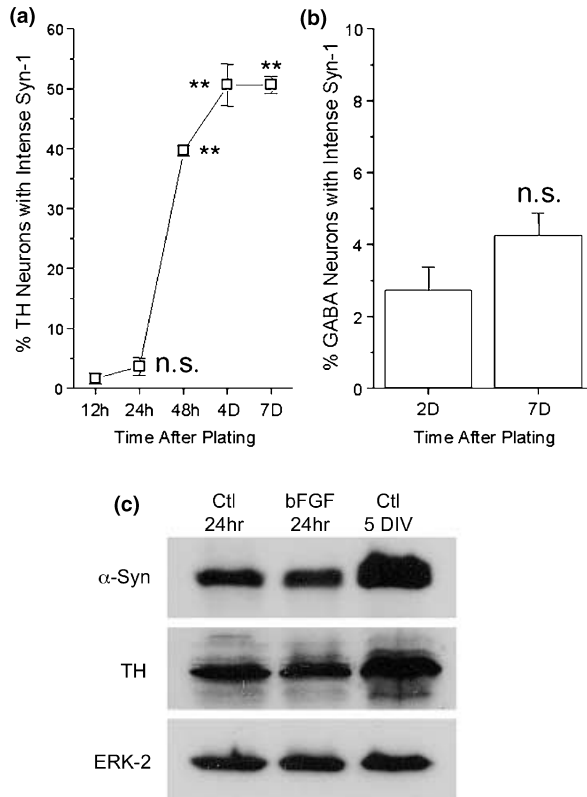 (a)
% TH Neurons with Intense Syn-1
60
50
40
30
20
10
0
**
**
**
n.s.
12h 24h 48h 4D 7D
Time After Plating
(b)
% GABA Neurons with Intense Syn-1
10
8
6
4
2
0
n.s.
2D 7D
Time After Plating
(c)
Ctl bFGF Ctl
24hr 24hr 5 DIV
α-Syn
TH
ERK-2